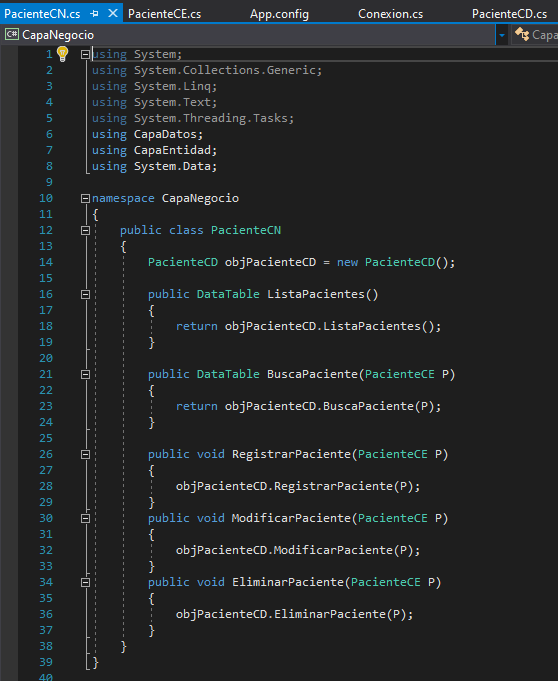 PacienteCN.cs PacienteCE.cs App.config Conexion.cs PacienteCD.cs
C# CapaNegocio Capa
1 using System;
2 using System.Collections.Generic;
3 using System.Linq;
4 using System.Text;
5 using System.Threading.Tasks;
6 using CapaDatos;
7 using CapaEntidad;
8 using System.Data;
9
10 namespace CapaNegocio
11 {
12 public class PacienteCN
13 {
14 PacienteCD objPacienteCD = new PacienteCD();
15
16 public DataTable ListaPacientes()
17 {
18 return objPacienteCD.ListaPacientes();
19 }
20
21 public DataTable BuscaPaciente(PacienteCE P)
22 {
23 return objPacienteCD.BuscaPaciente(P);
24 }
25
26 public void RegistrarPaciente(PacienteCE P)
27 {
28 objPacienteCD.RegistrarPaciente(P);
29 }
30 public void ModificarPaciente(PacienteCE P)
31 {
32 objPacienteCD.ModificarPaciente(P);
33 }
34 public void EliminarPaciente(PacienteCE P)
35 {
36 objPacienteCD.EliminarPaciente(P);
37 }
38 }
39 }
40